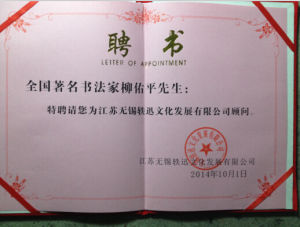 聘书
LETTER OF APPOINTMENT
全国著名书法家柳佑平先生：
特聘请您为江苏无锡轶迅文化发展有限公司顾问。
江苏无锡轶迅文化发展有限公司
2014年10月1日